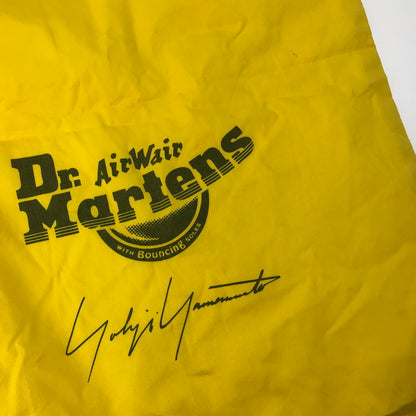 Dr. AirWair
Martens
WITH Bouncing SOLES
Yohji Yamamoto